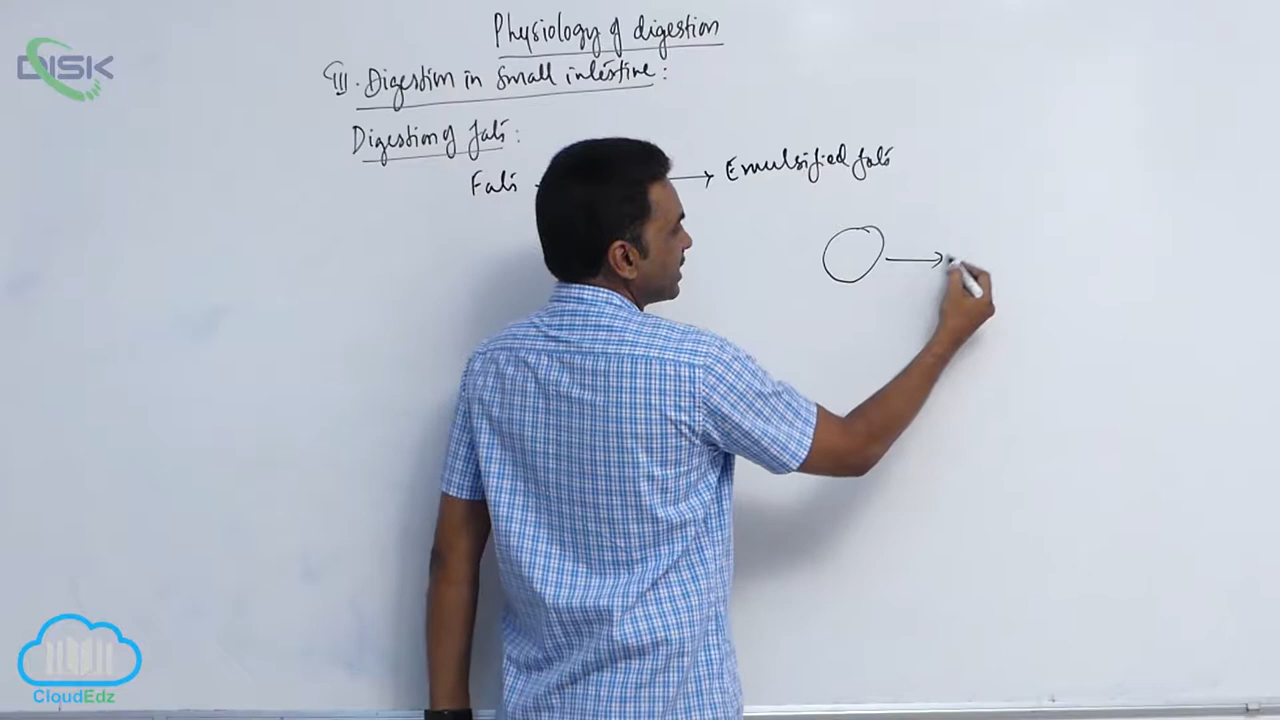 Physiology of digestion
III. Digestion in small intestine:
Digestion of fats:
Fats → Emulsified fats
DISK
CloudEdz